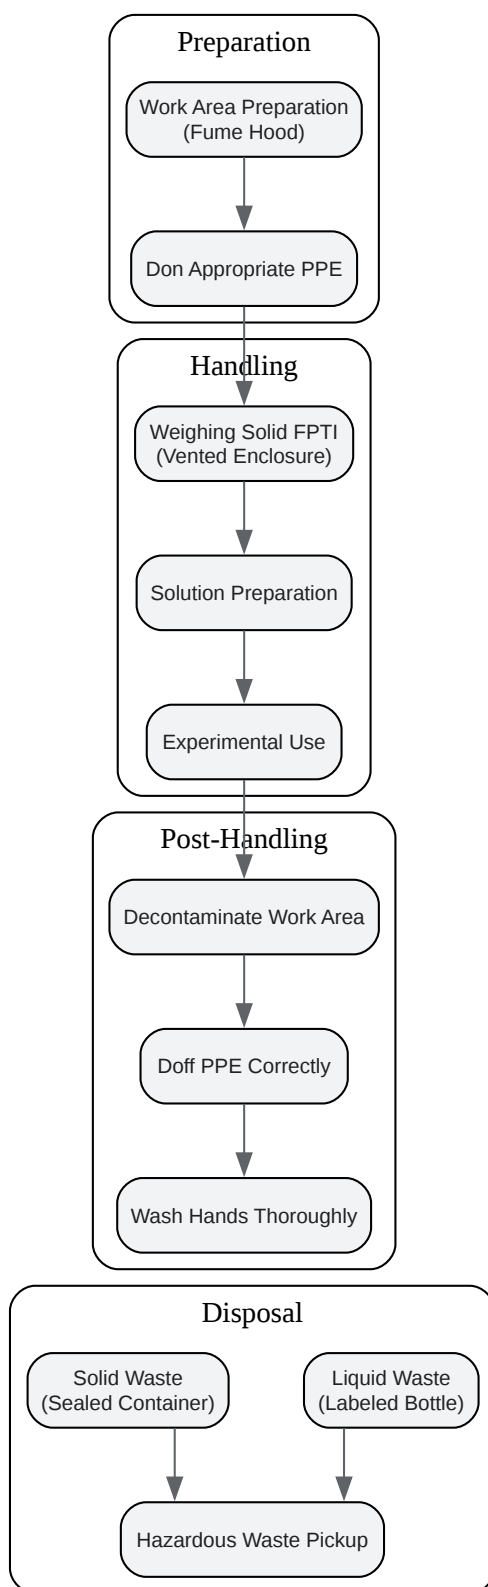 Preparation
Work Area Preparation
(Fume Hood)
Don Appropriate PPE
Handling
Weighing Solid FPTI
(Vented Enclosure)
Solution Preparation
Experimental Use
Post-Handling
Decontaminate Work Area
Doff PPE Correctly
Wash Hands Thoroughly
Disposal
Solid Waste
(Sealed Container)
Liquid Waste
(Labeled Bottle)
Hazardous Waste Pickup